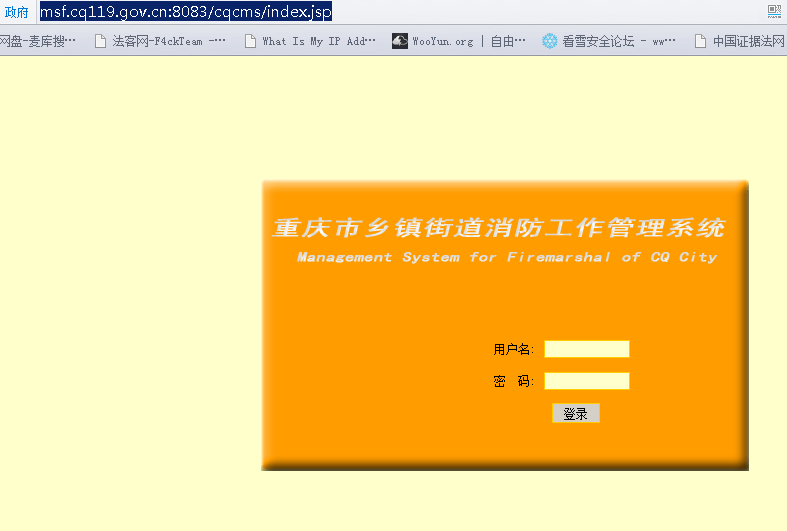 政府 msf.cq119.gov.cn:8083/cqcms/index.jsp
网盘-麦库搜… 法客网-F4ckTeam -… What Is My IP Add… WooYun.org | 自由… 看雪安全论坛 - ww… 中国证据法网
重庆市乡镇街道消防工作管理系统
Management System for Firemarshal of CQ City
用户名:
密 码:
登录